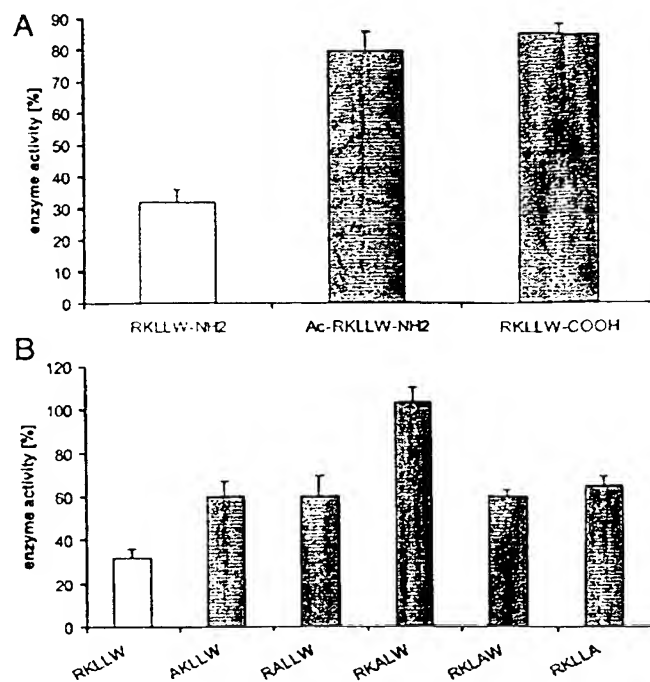 A
enzyme activity [%]
90
80
70
60
50
40
30
20
10
0
RKLLW-NH2 Ac-RKLLW-NH2 RKLLW-COOH
B
enzyme activity [%]
120
100
80
60
40
20
0
RKLLW AKLLW RALLW RKALW RKLAW RKLLA